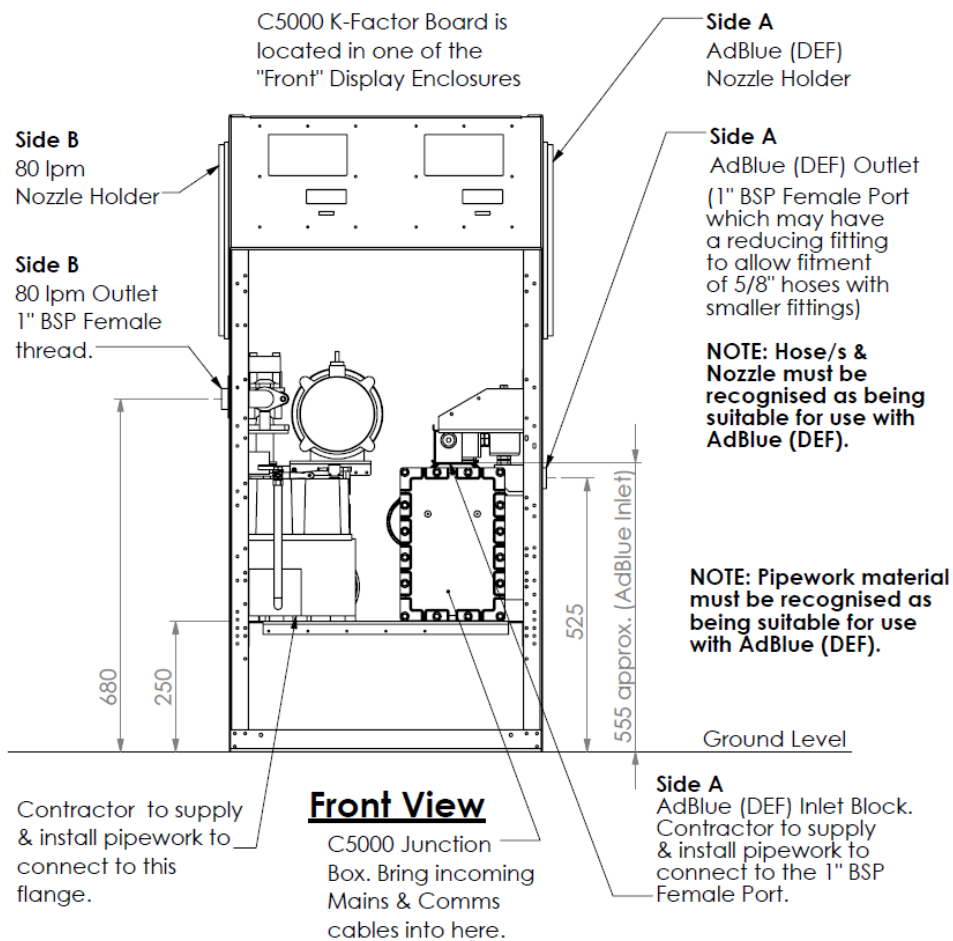 C5000 K-Factor Board is
located in one of the
"Front" Display Enclosures
Side A
AdBlue (DEF)
Nozzle Holder
Side B
80 lpm
Nozzle Holder
Side A
AdBlue (DEF) Outlet
(1" BSP Female Port
which may have
a reducing fitting
to allow fitment
of 5/8" hoses with
smaller fittings)
Side B
80 lpm Outlet
1" BSP Female
thread.
NOTE: Hose/s &
Nozzle must be
recognised as being
suitable for use with
AdBlue (DEF).
NOTE: Pipework material
must be recognised as
being suitable for use
with AdBlue (DEF).
680
250
525
555 approx. (AdBlue Inlet)
Ground Level
Contractor to supply
& install pipework to
connect to this
flange.
Front View
C5000 Junction
Box. Bring incoming
Mains & Comms
cables into here.
Side A
AdBlue (DEF) Inlet Block.
Contractor to supply
& install pipework to
connect to the 1" BSP
Female Port.